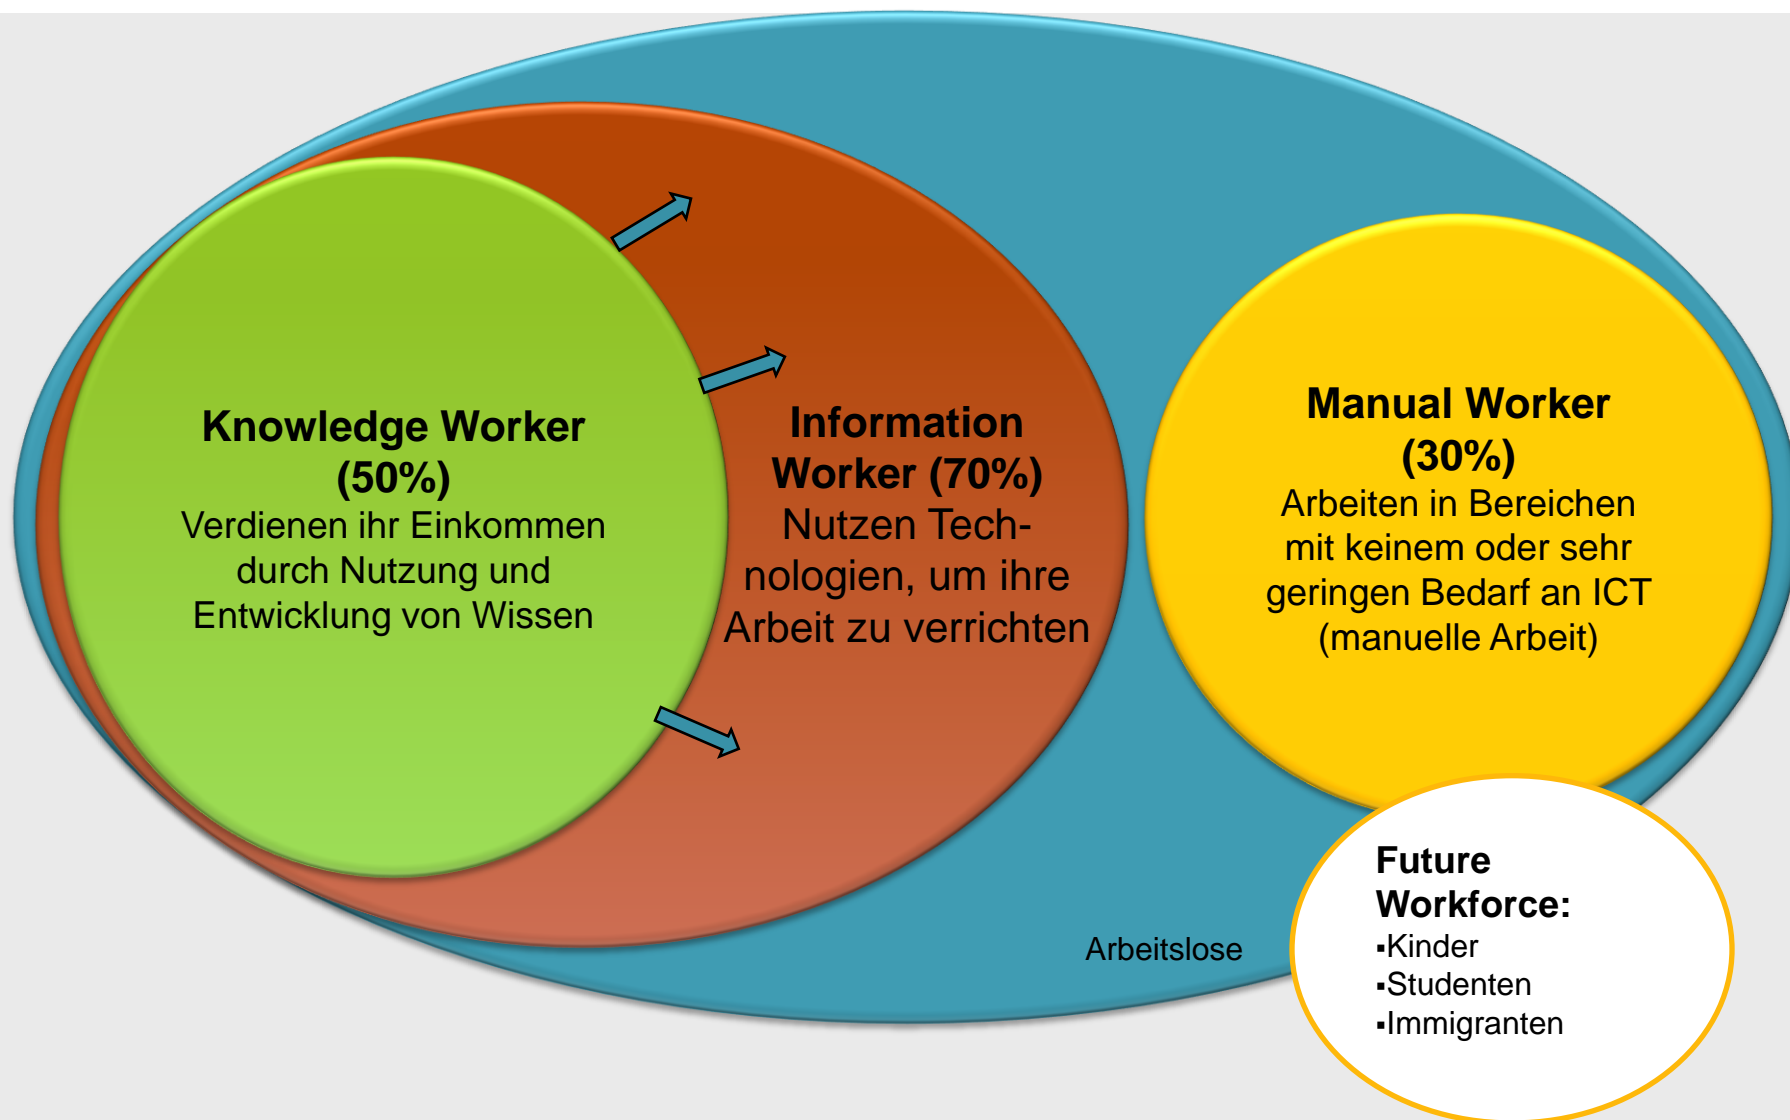 Knowledge Worker
(50%)
Verdienen ihr Einkommen
durch Nutzung und
Entwicklung von Wissen
Information
Worker (70%)
Nutzen Tech-
nologien, um ihre
Arbeit zu verrichten
Manual Worker
(30%)
Arbeiten in Bereichen
mit keinem oder sehr
geringen Bedarf an ICT
(manuelle Arbeit)
Arbeitslose
Future
Workforce:
▪Kinder
▪Studenten
▪Immigranten